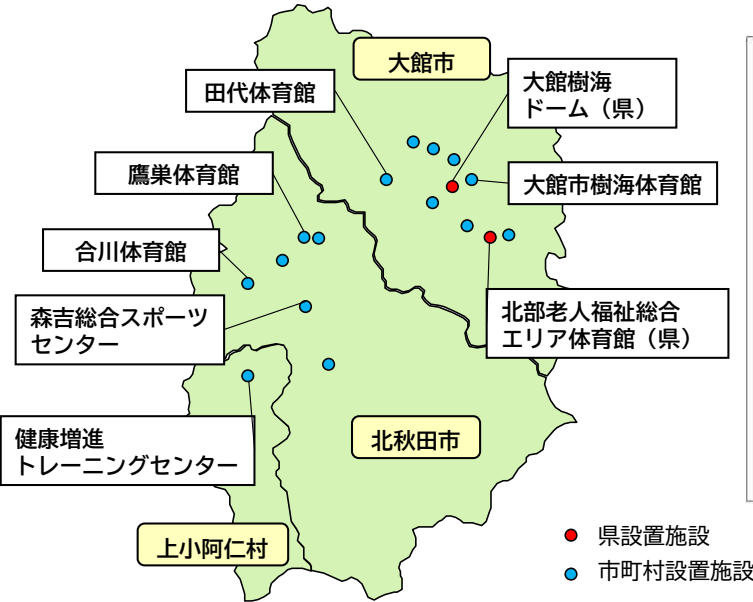 大館市
田代体育館
大館樹海
ドーム（県）
鷹巣体育館
大館市樹海体育館
合川体育館
森吉総合スポーツ
センター
北部老人福祉総合
エリア体育館（県）
健康増進
トレーニングセンター
北秋田市
上小阿仁村
県設置施設
市町村設置施設